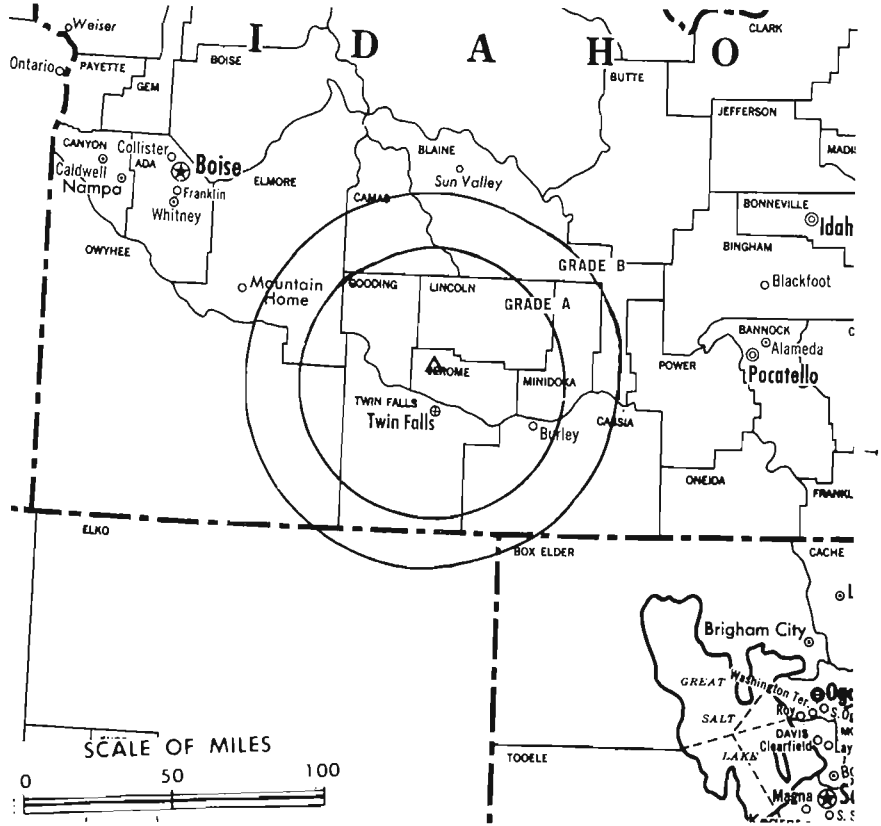 Weiser
I D A H O
CLARK
Ontario
PAYETTE
BOISE
BUTTE
GEM
JEFFERSON
CANYON
Collister
ADA
Boise
BLAINE
Caldwell
Nampa
ELMORE
Sun Valley
Franklin
CAMAS
Whitney
BONNEVILLE
OWYHEE
BINGHAM
GRADE B
Mountain
Home
GOODING
LINCOLN
Blackfoot
GRADE A
BANNOCK
Alameda
POWER
JEROME
MINIDOKA
Pocatello
TWIN FALLS
Twin Falls
CASSIA
Burley
ONEIDA
ELKO
BOX ELDER
CACHE
Brigham City
GREAT
Washington Ter.
Roy
SALT
DAVIS
Clearfield
LAKE
TOOELE
Magna
SCALE OF MILES
0 50 100